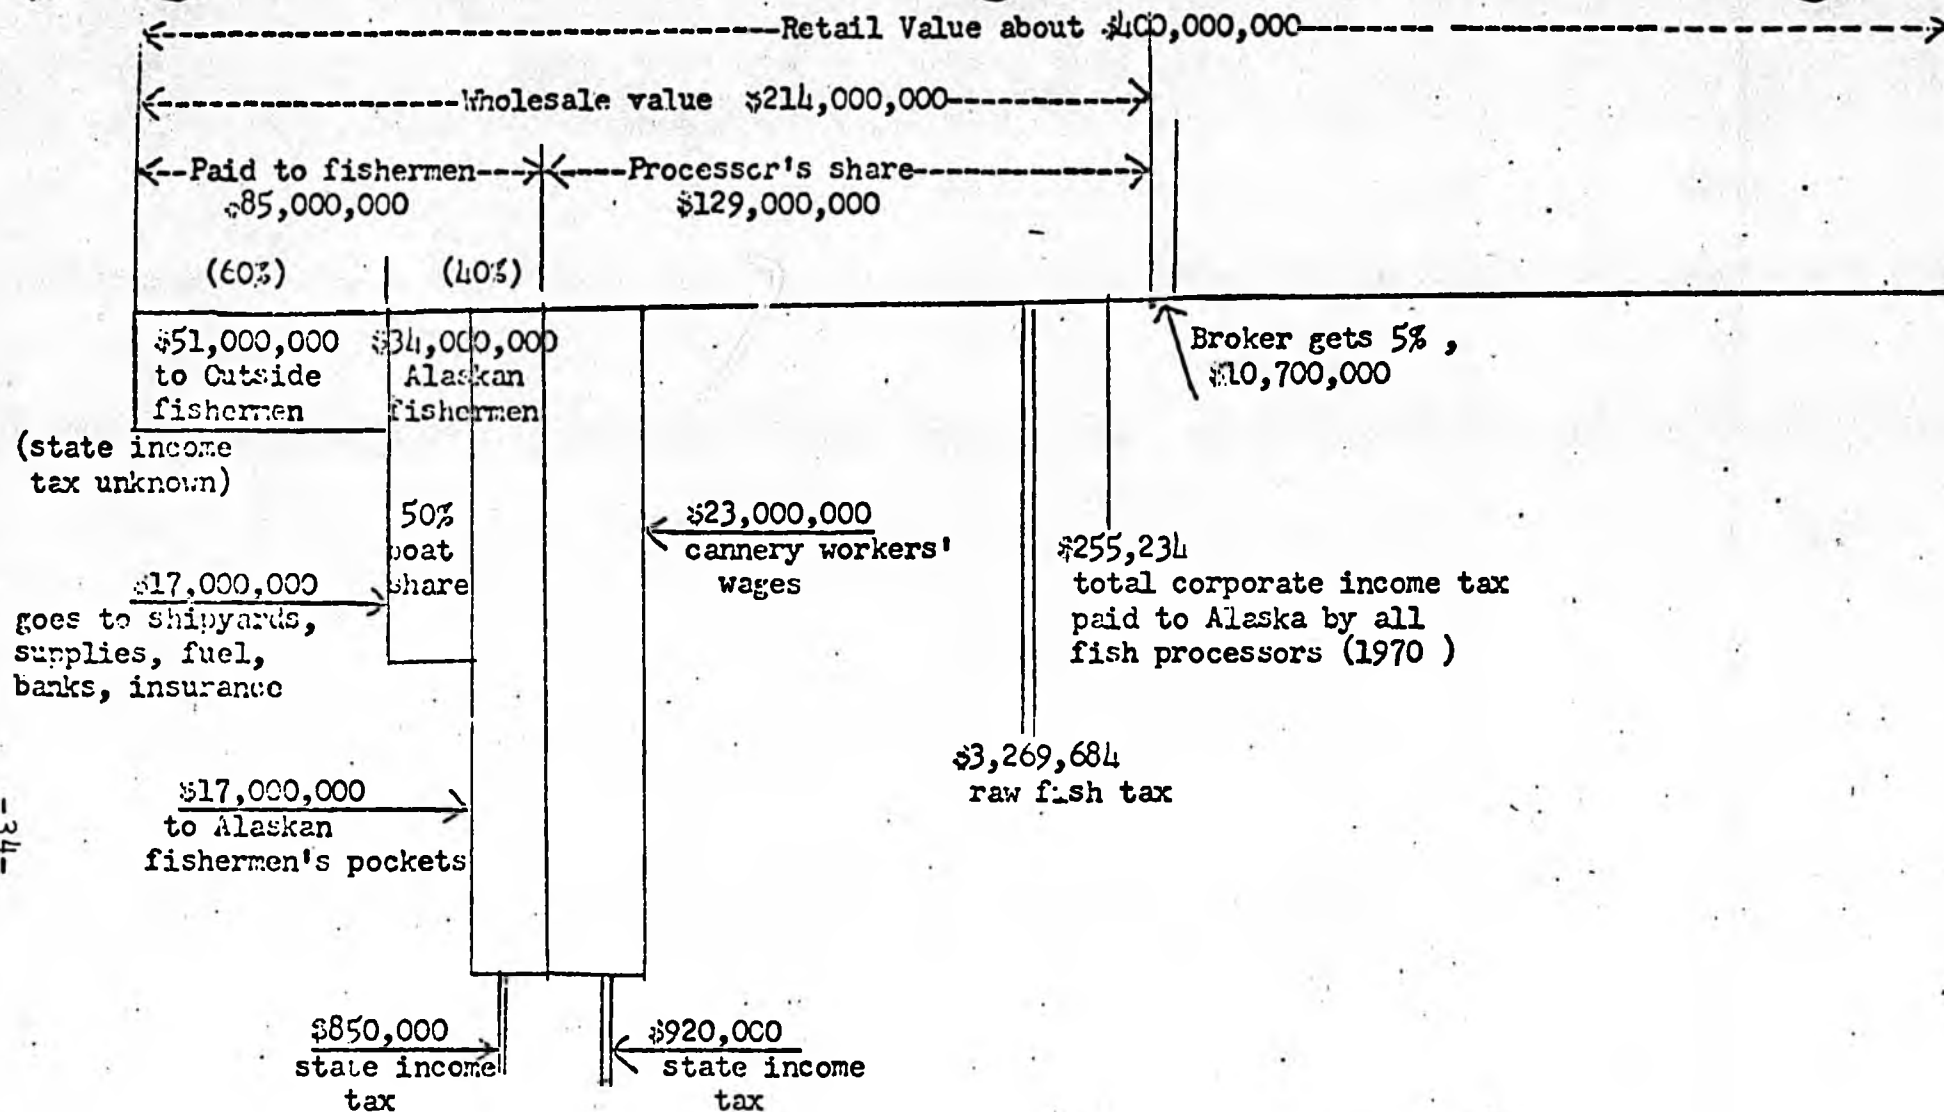 Retail Value about $400,000,000
Wholesale value $214,000,000
Paid to fishermen
$85,000,000
Processor's share
$129,000,000
(60%)
(40%)
$51,000,000
to Outside
fishermen
$34,000,000
Alaskan
fishermen
Broker gets 5% ,
$10,700,000
(state income
tax unknown)
50%
boat
share
$23,000,000
cannery workers'
wages
$255,234
total corporate income tax
paid to Alaska by all
fish processors (1970 )
$17,000,000
goes to shipyards,
supplies, fuel,
banks, insurance
$3,269,684
raw fish tax
$17,000,000
to Alaskan
fishermen's pockets
-34-
$850,000
state income
tax
$920,000
state income
tax